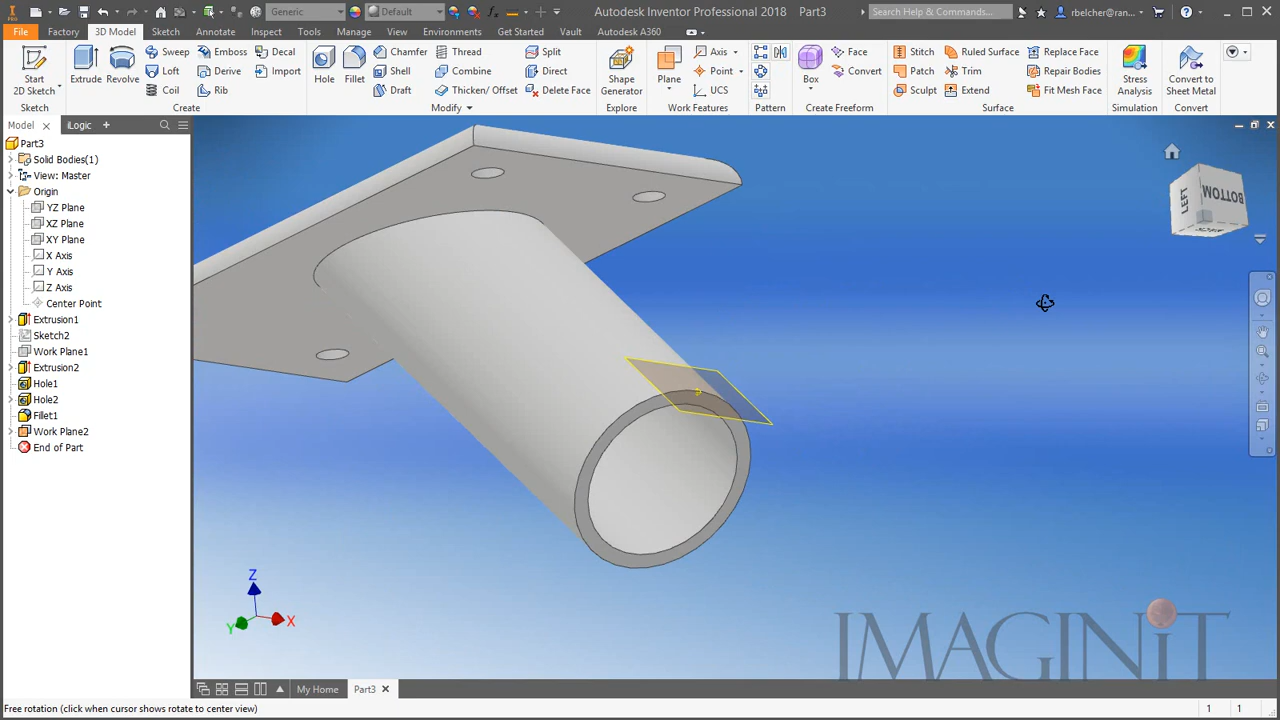 Generic
Default
Autodesk Inventor Professional 2018 Part3
Search Help & Commands...
rbelcher@ran...
File Factory 3D Model Sketch Annotate Inspect Tools Manage View Environments Get Started Vault Autodesk A360
Start
2D Sketch
Extrude
Revolve
Sweep
Loft
Coil
Emboss
Derive
Rib
Decal
Import
Hole
Fillet
Chamfer
Shell
Draft
Thread
Combine
Thicken/ Offset
Split
Direct
Delete Face
Shape
Generator
Plane
Axis
Point
UCS
Box
Face
Convert
Stitch
Patch
Sculpt
Ruled Surface
Trim
Extend
Replace Face
Repair Bodies
Fit Mesh Face
Stress
Analysis
Convert to
Sheet Metal
Sketch Create Modify Explore Work Features Pattern Create Freeform Surface Simulation Convert
Model iLogic
Part3
Solid Bodies(1)
View: Master
Origin
YZ Plane
XZ Plane
XY Plane
X Axis
Y Axis
Z Axis
Center Point
Extrusion1
Sketch2
Work Plane1
Extrusion2
Hole1
Hole2
Fillet1
Work Plane2
End of Part
LEFT
BOTTOM
Z
Y
X
IMAGINiT
My Home Part3
Free rotation (click when cursor shows rotate to center view) 1 1